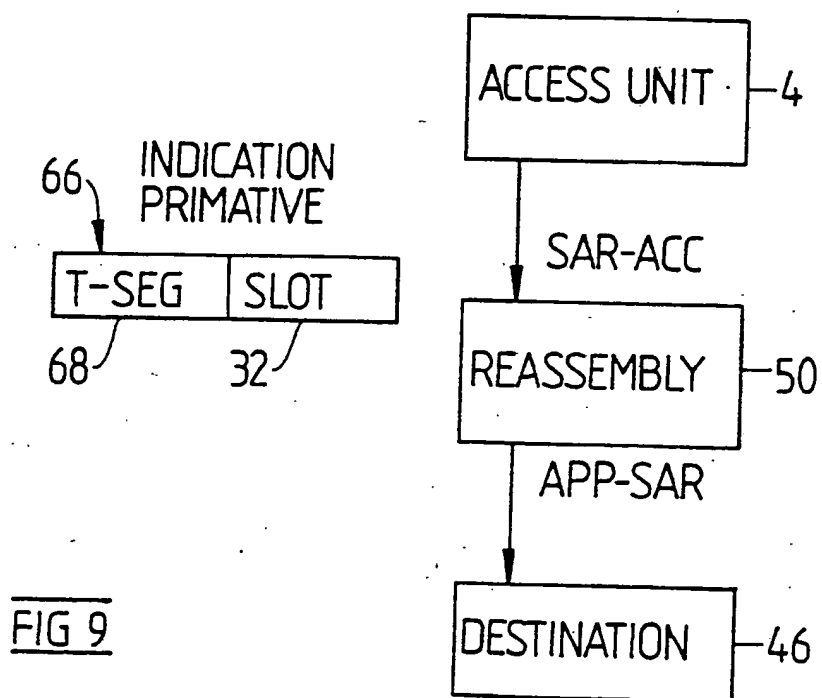 ACCESS UNIT
4
INDICATION
PRIMATIVE
66
SAR-ACC
T-SEG
SLOT
68
32
REASSEMBLY
50
APP-SAR
DESTINATION
46
FIG 9